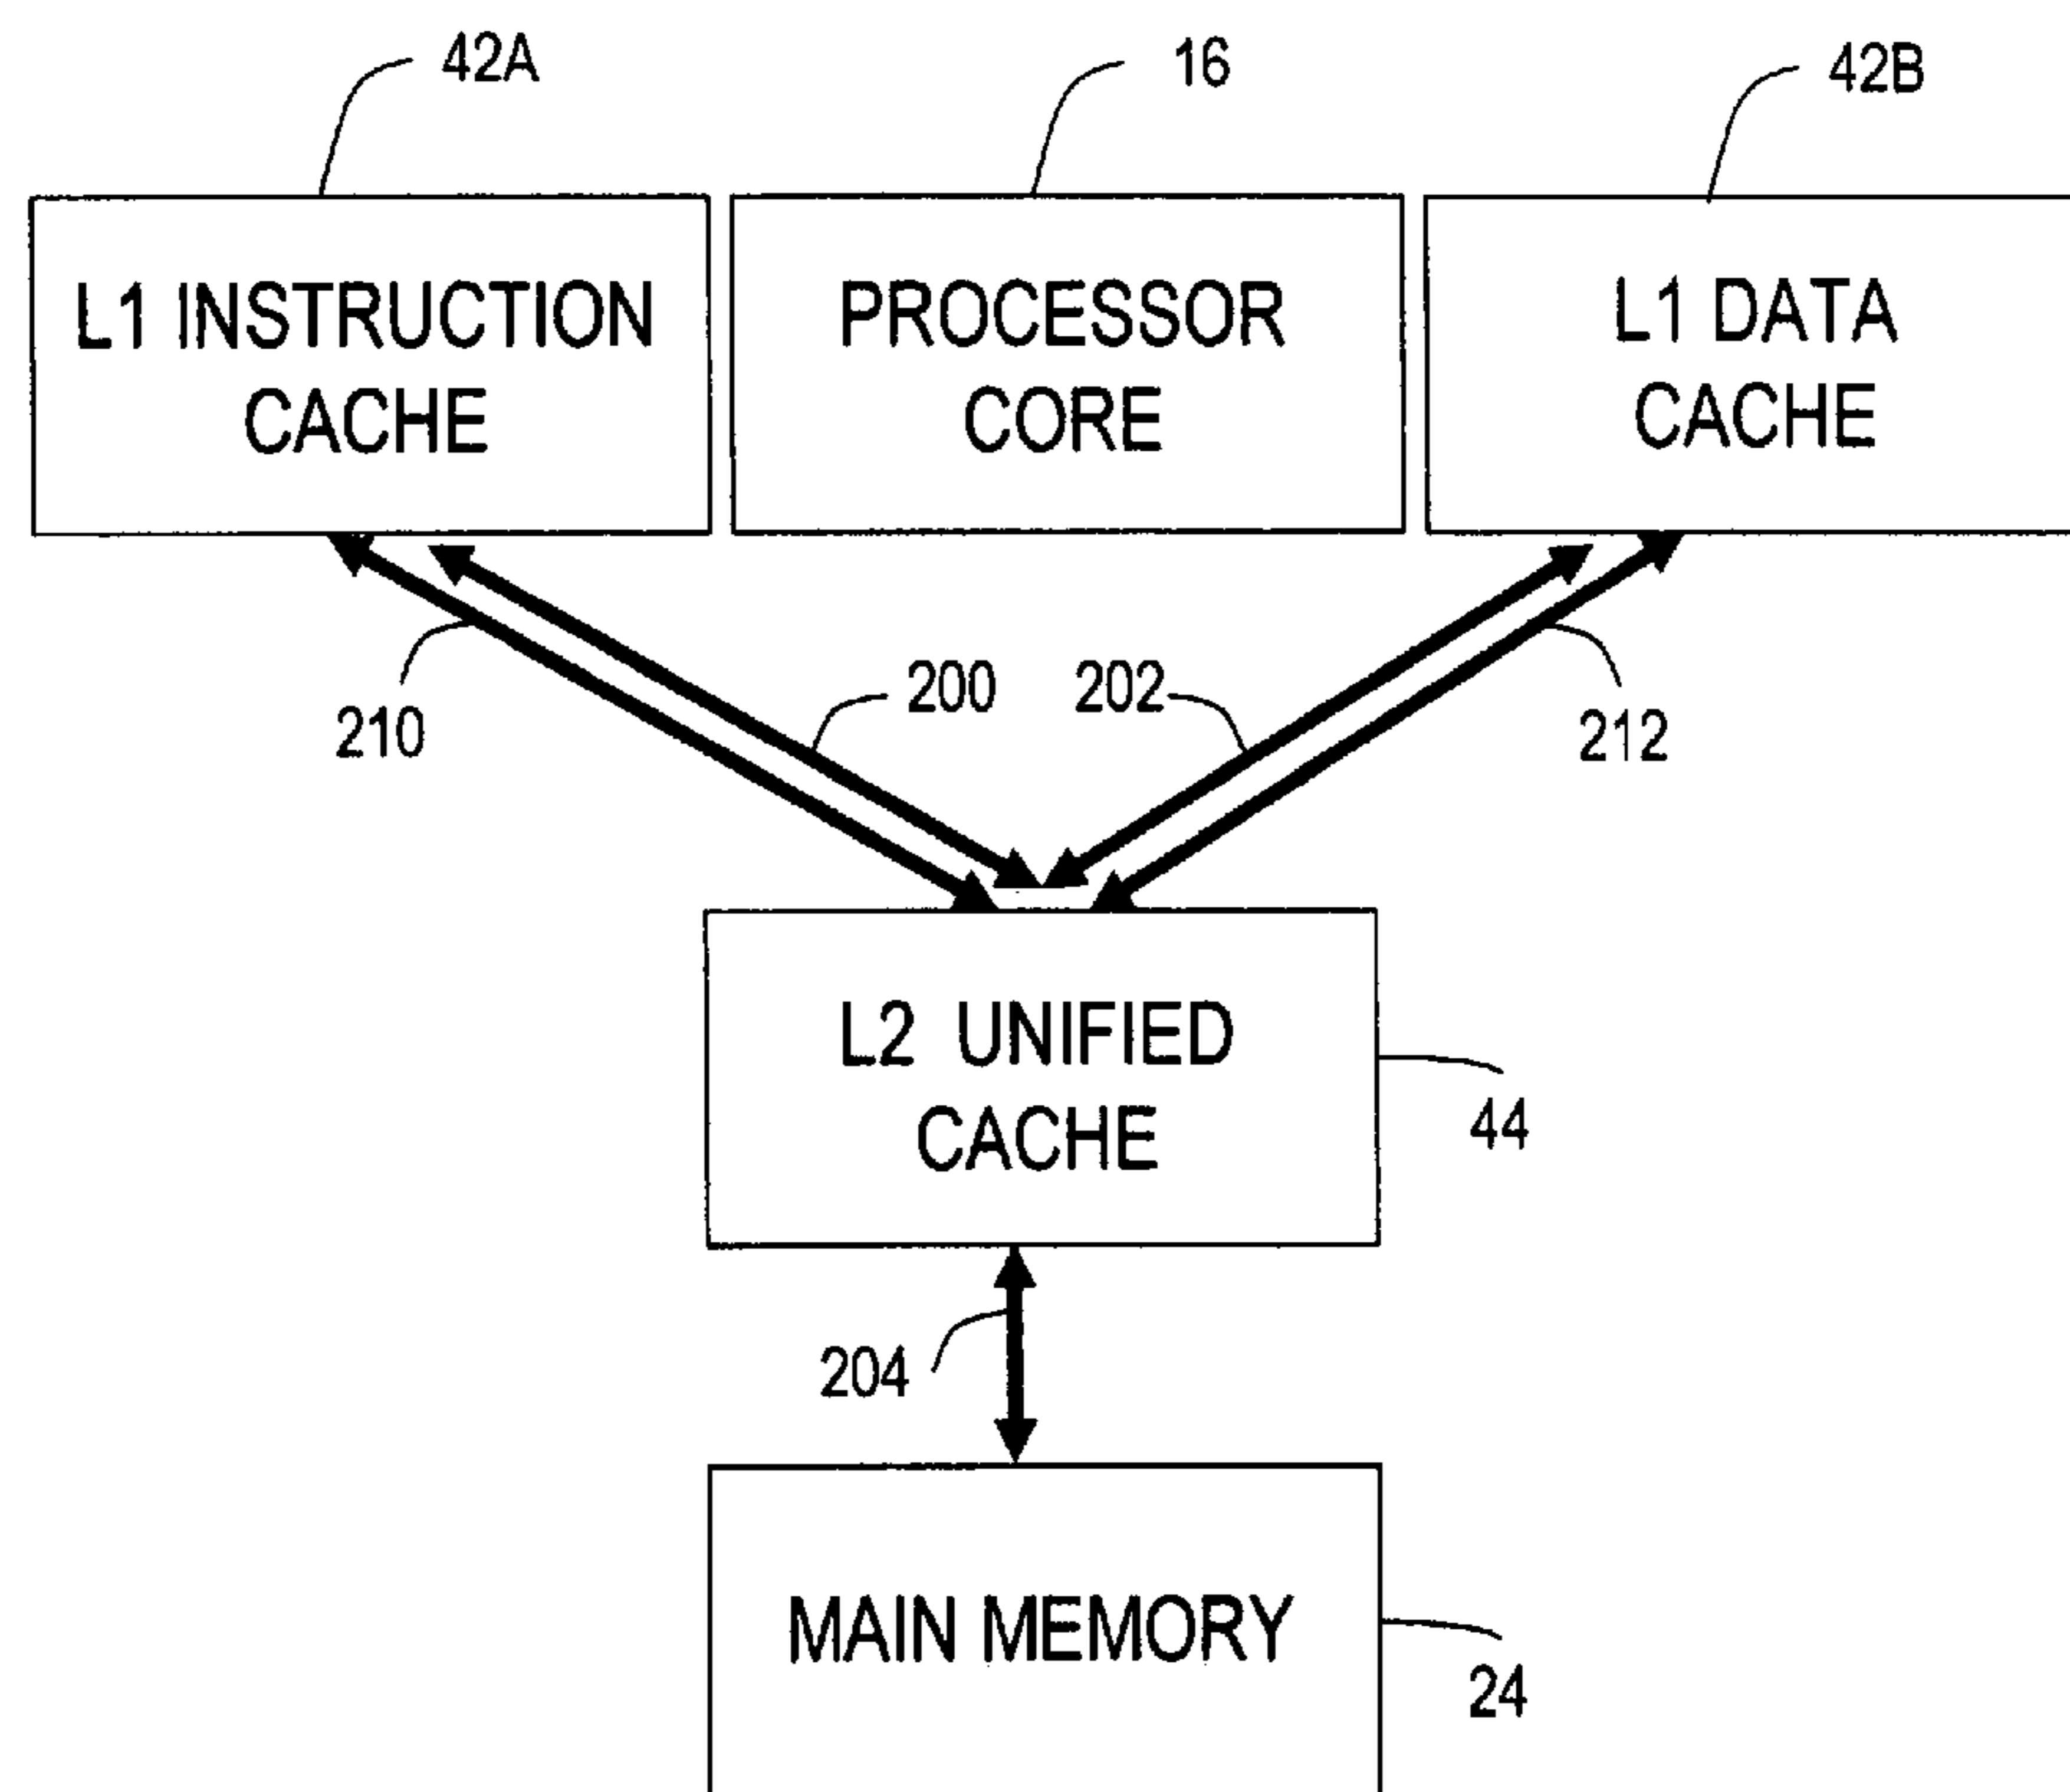 42A
16
42B
L1 INSTRUCTION
CACHE
PROCESSOR
CORE
L1 DATA
CACHE
210
200
202
212
L2 UNIFIED
CACHE
44
204
MAIN MEMORY
24